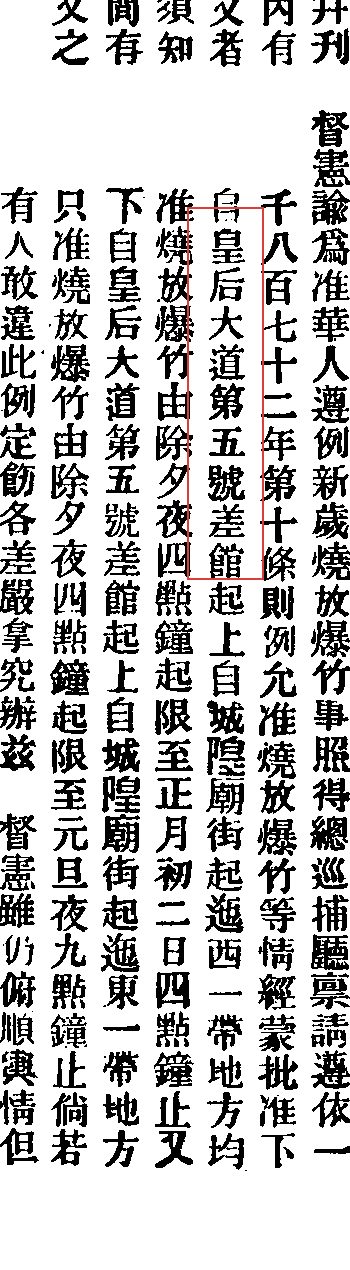 幷刊
內有
文者
須知
間有
文之
督憲諭爲准華人遵例新歲燒放爆竹事照得總巡捕廳禀請遵依一
千八百七十二年第十條則例允准燒放爆竹等情經蒙批准下
自皇后大道第五號差館起上自城隍廟街起迤西一帶地方均
准燒放爆竹由除夕夜四點鐘起限至正月初二日四點鐘止又
下自皇后大道第五號差館起上自城隍廟街起迤東一帶地方
只准燒放爆竹由除夕夜四點鐘起限至元旦夜九點鐘止倘若
有人敢違此例定飭各差嚴拿究辦兹 督憲雖仍俯順輿情但